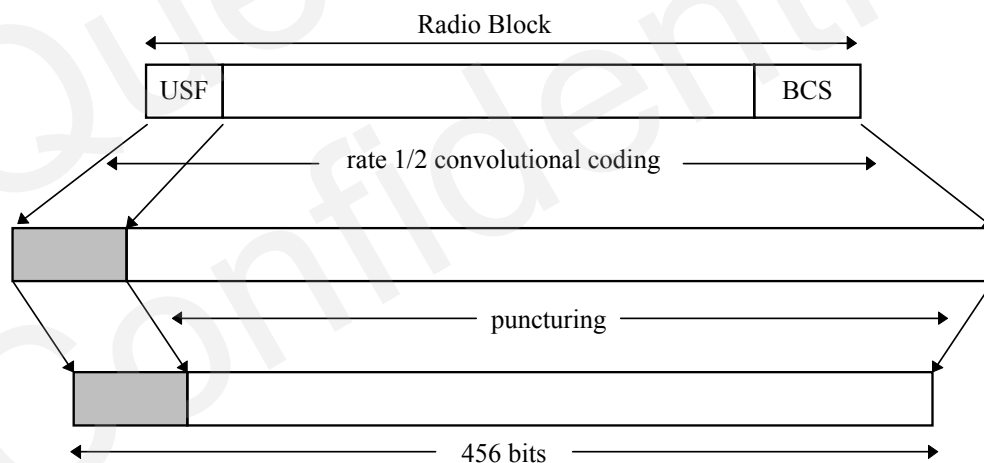 Radio Block
USF
BCS
rate 1/2 convolutional coding
puncturing
456 bits